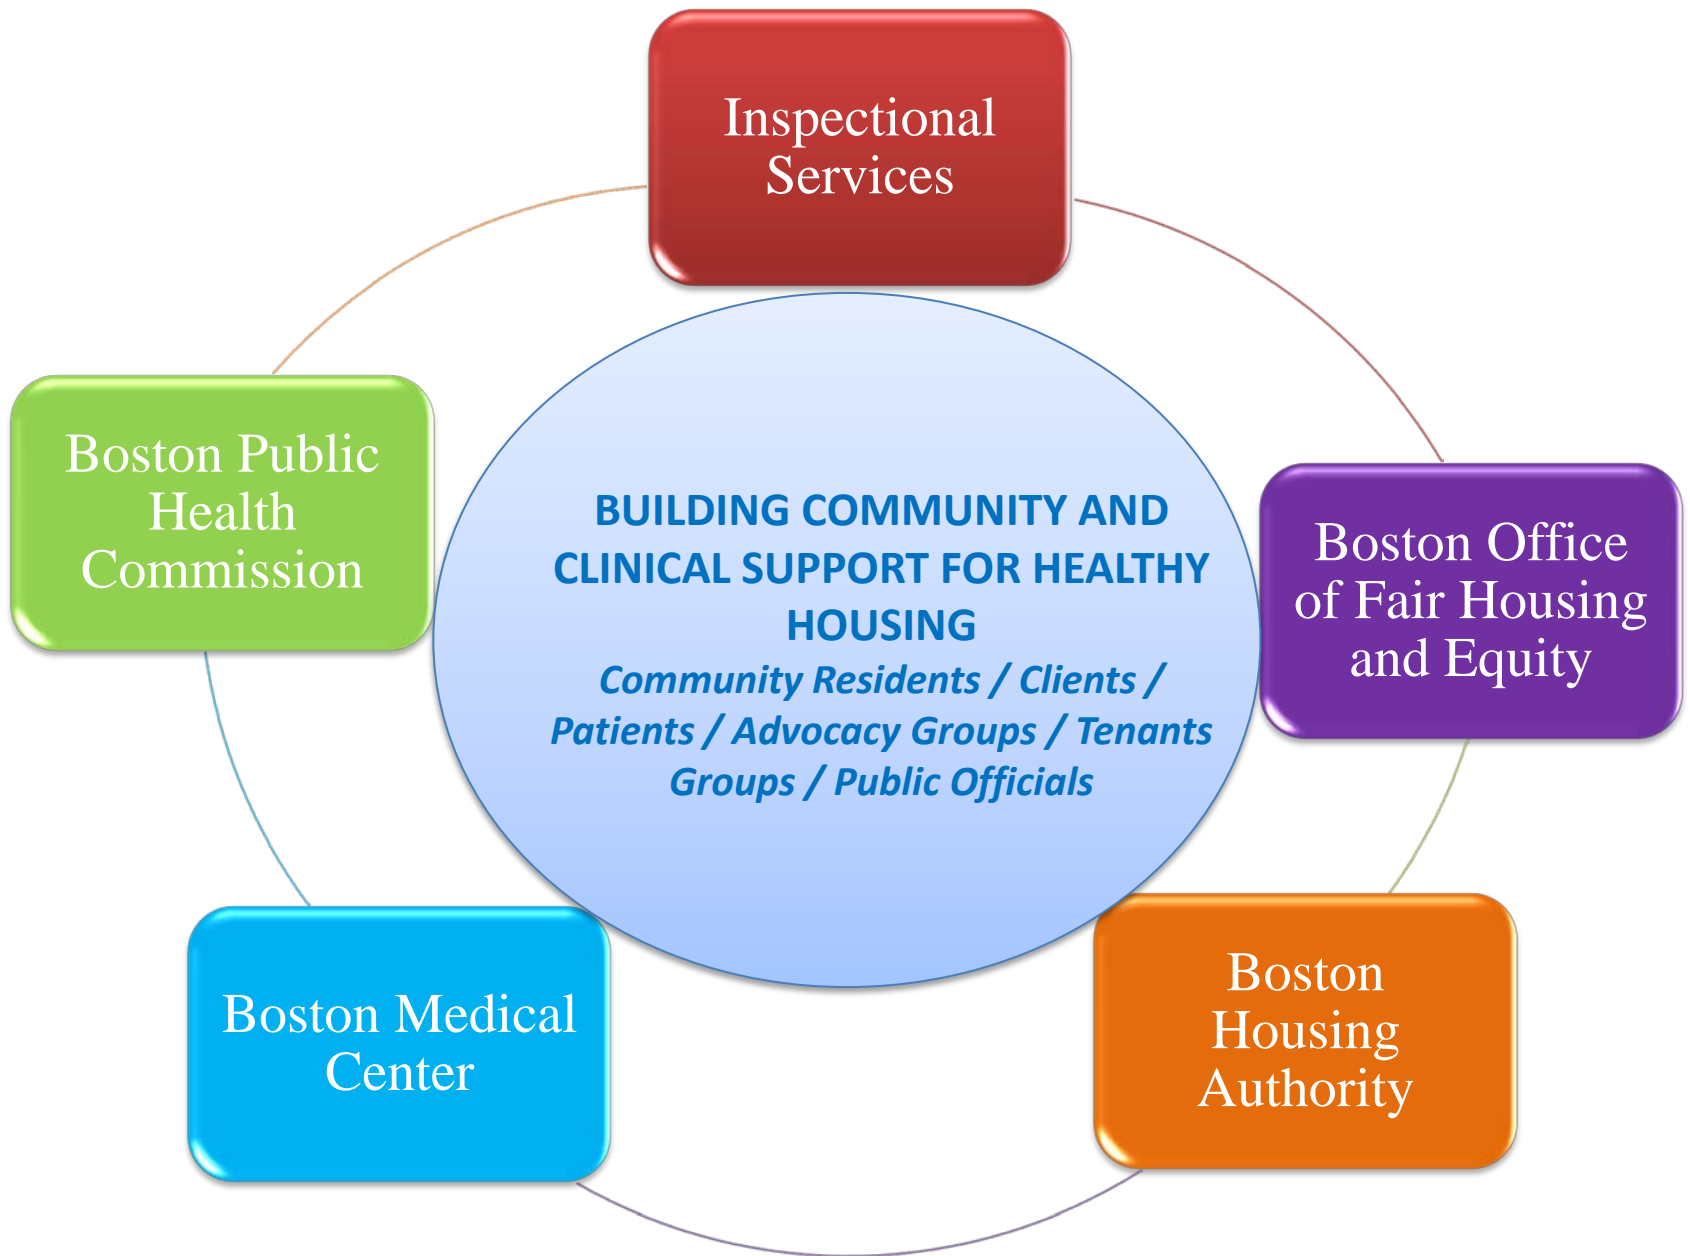 Inspectional
Services
Boston Public
Health
Commission
BUILDING COMMUNITY AND
CLINICAL SUPPORT FOR HEALTHY
HOUSING
Community Residents / Clients /
Patients / Advocacy Groups / Tenants
Groups / Public Officials
Boston Office
of Fair Housing
and Equity
Boston Medical
Center
Boston
Housing
Authority